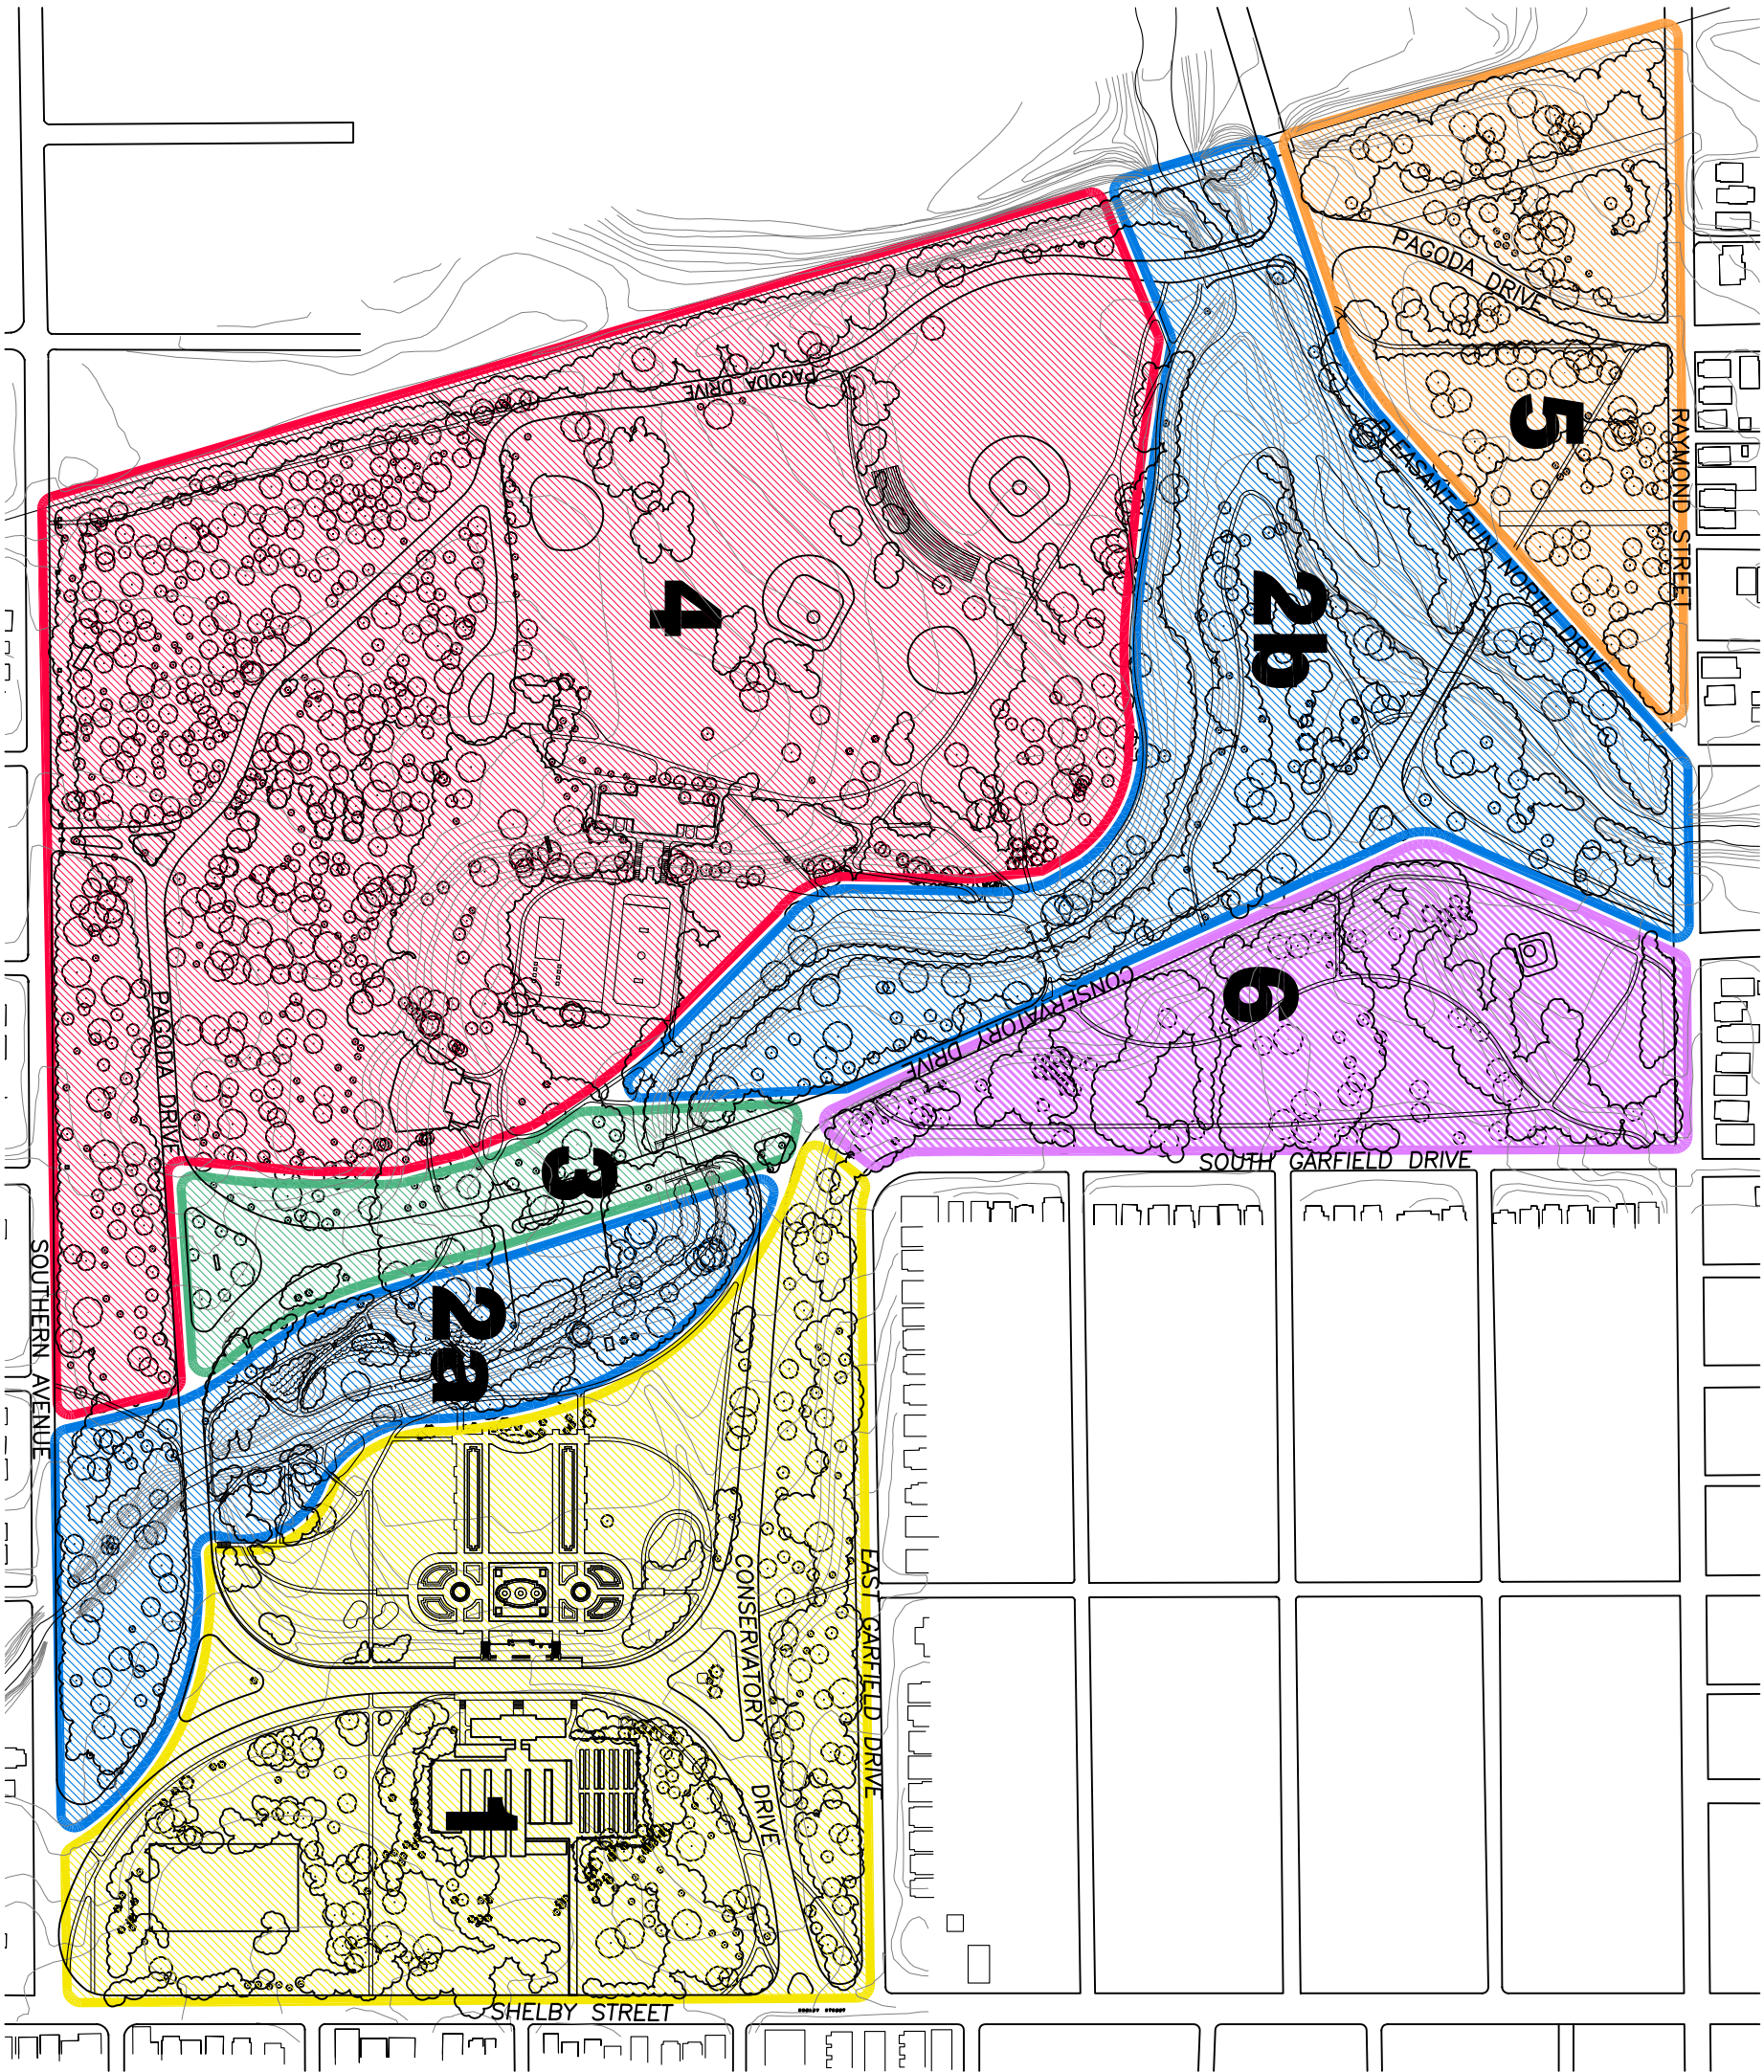 PAGODA DRIVE
5
RAYMOND STREET
PLEASANT RUN NORTH DRIVE
PAGODA DRIVE
4
2b
6
CONSERVATORY DRIVE
PAGODA DRIVE
3
SOUTH GARFIELD DRIVE
SOUTHERN AVENUE
2a
CONSERVATORY DRIVE
EAST GARFIELD DRIVE
1
SHELBY STREET